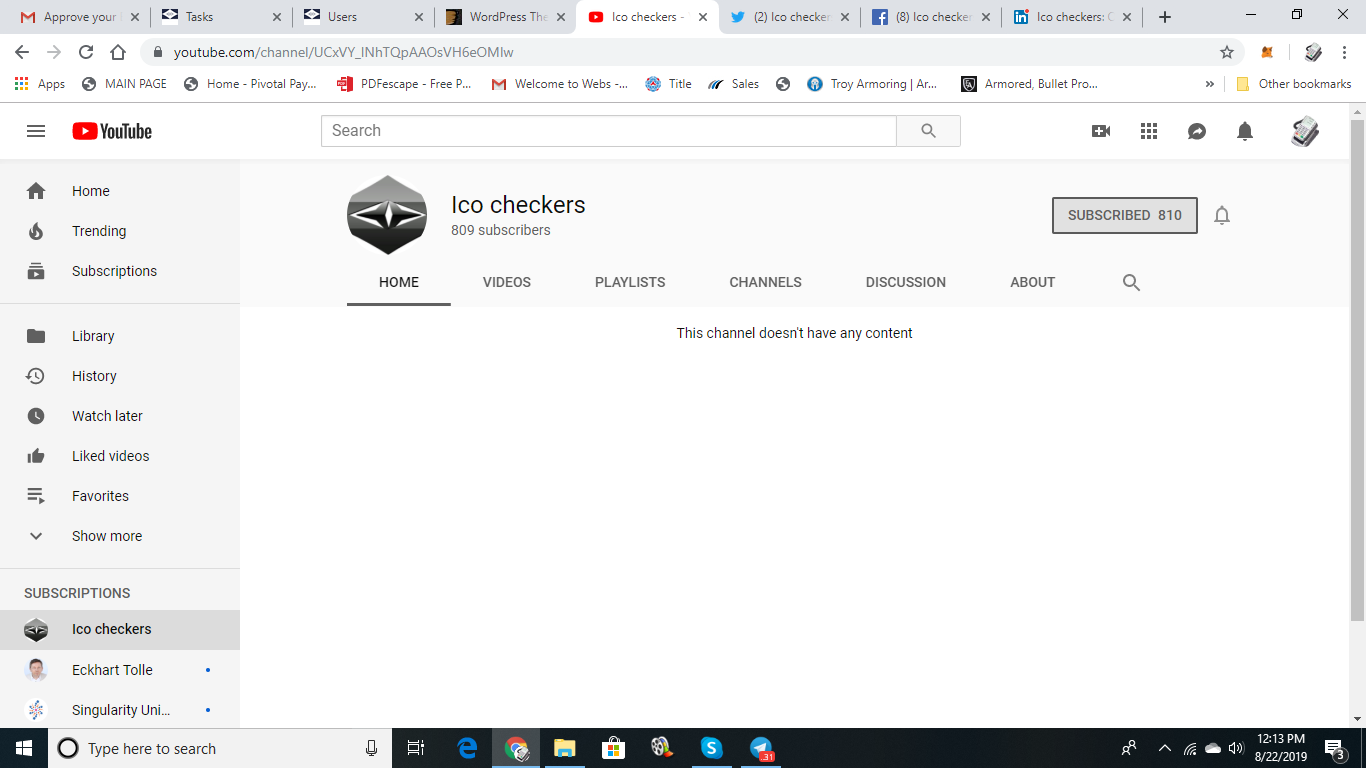 Approve your
Tasks
Users
WordPress The
Ico checkers -
(2) Ico checker
(8) Ico checker
Ico checkers: C
youtube.com/channel/UCxVY_INhTQpAAOsVH6eOMIw
Apps
MAIN PAGE
Home - Pivotal Pay...
PDFescape - Free P...
Welcome to Webs -...
Title
Sales
Troy Armoring | Ar...
Armored, Bullet Pro...
Other bookmarks
YouTube
Search
Home
Trending
Subscriptions
Library
History
Watch later
Liked videos
Favorites
Show more
SUBSCRIPTIONS
Ico checkers
Eckhart Tolle
Singularity Uni...
Ico checkers
809 subscribers
SUBSCRIBED 810
HOME
VIDEOS
PLAYLISTS
CHANNELS
DISCUSSION
ABOUT
This channel doesn't have any content
Type here to search
31
12:13 PM
8/22/2019
3